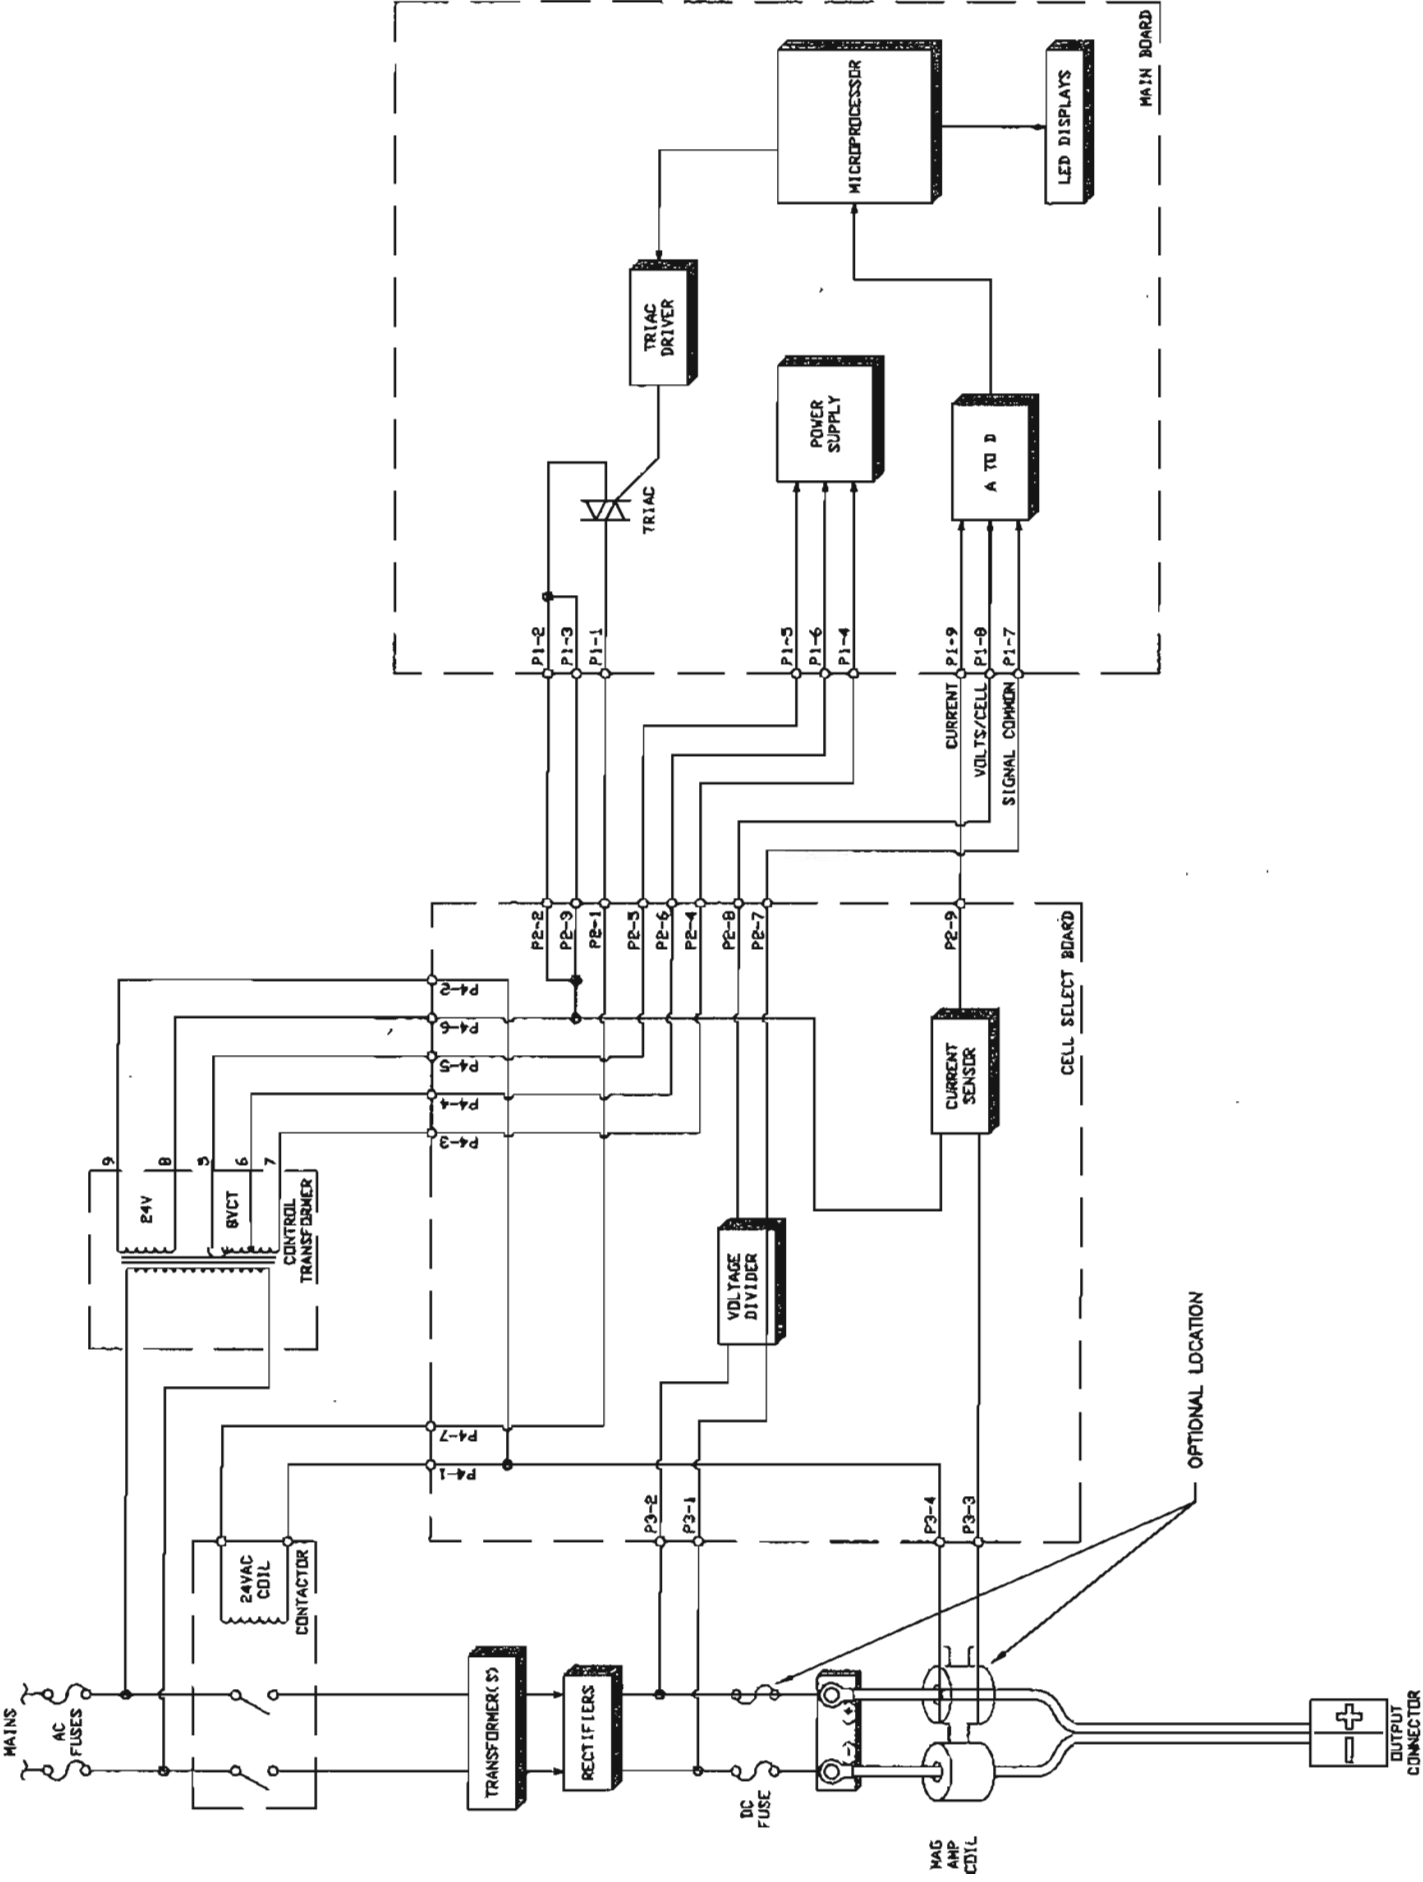 MAINS
AC
FUSES
24VAC
COIL
CONTACTOR
TRANSFORMER(S)
RECTIFIERS
DC
FUSE
(-) (+)
MAG
AMP
COIL
OUTPUT
CONNECTOR
OPTIONAL LOCATION
24V
8VCT
CONTROL
TRANSFORMER
9
8
5
6
7
P4-2
P4-6
P4-5
P4-4
P4-3
P4-7
P4-1
P3-2
P3-1
P3-4
P3-3
VOLTAGE
DIVIDER
CURRENT
SENSOR
CELL SELECT BOARD
P2-2
P2-3
P2-1
P2-5
P2-6
P2-4
P2-8
P2-7
P2-9
CURRENT
VOLTS/CELL
SIGNAL COMMON
P1-2
P1-3
P1-1
P1-5
P1-6
P1-4
P1-9
P1-8
P1-7
TRIAC
TRIAC
DRIVER
POWER
SUPPLY
A TO D
MICROPROCESSOR
LED DISPLAYS
MAIN BOARD